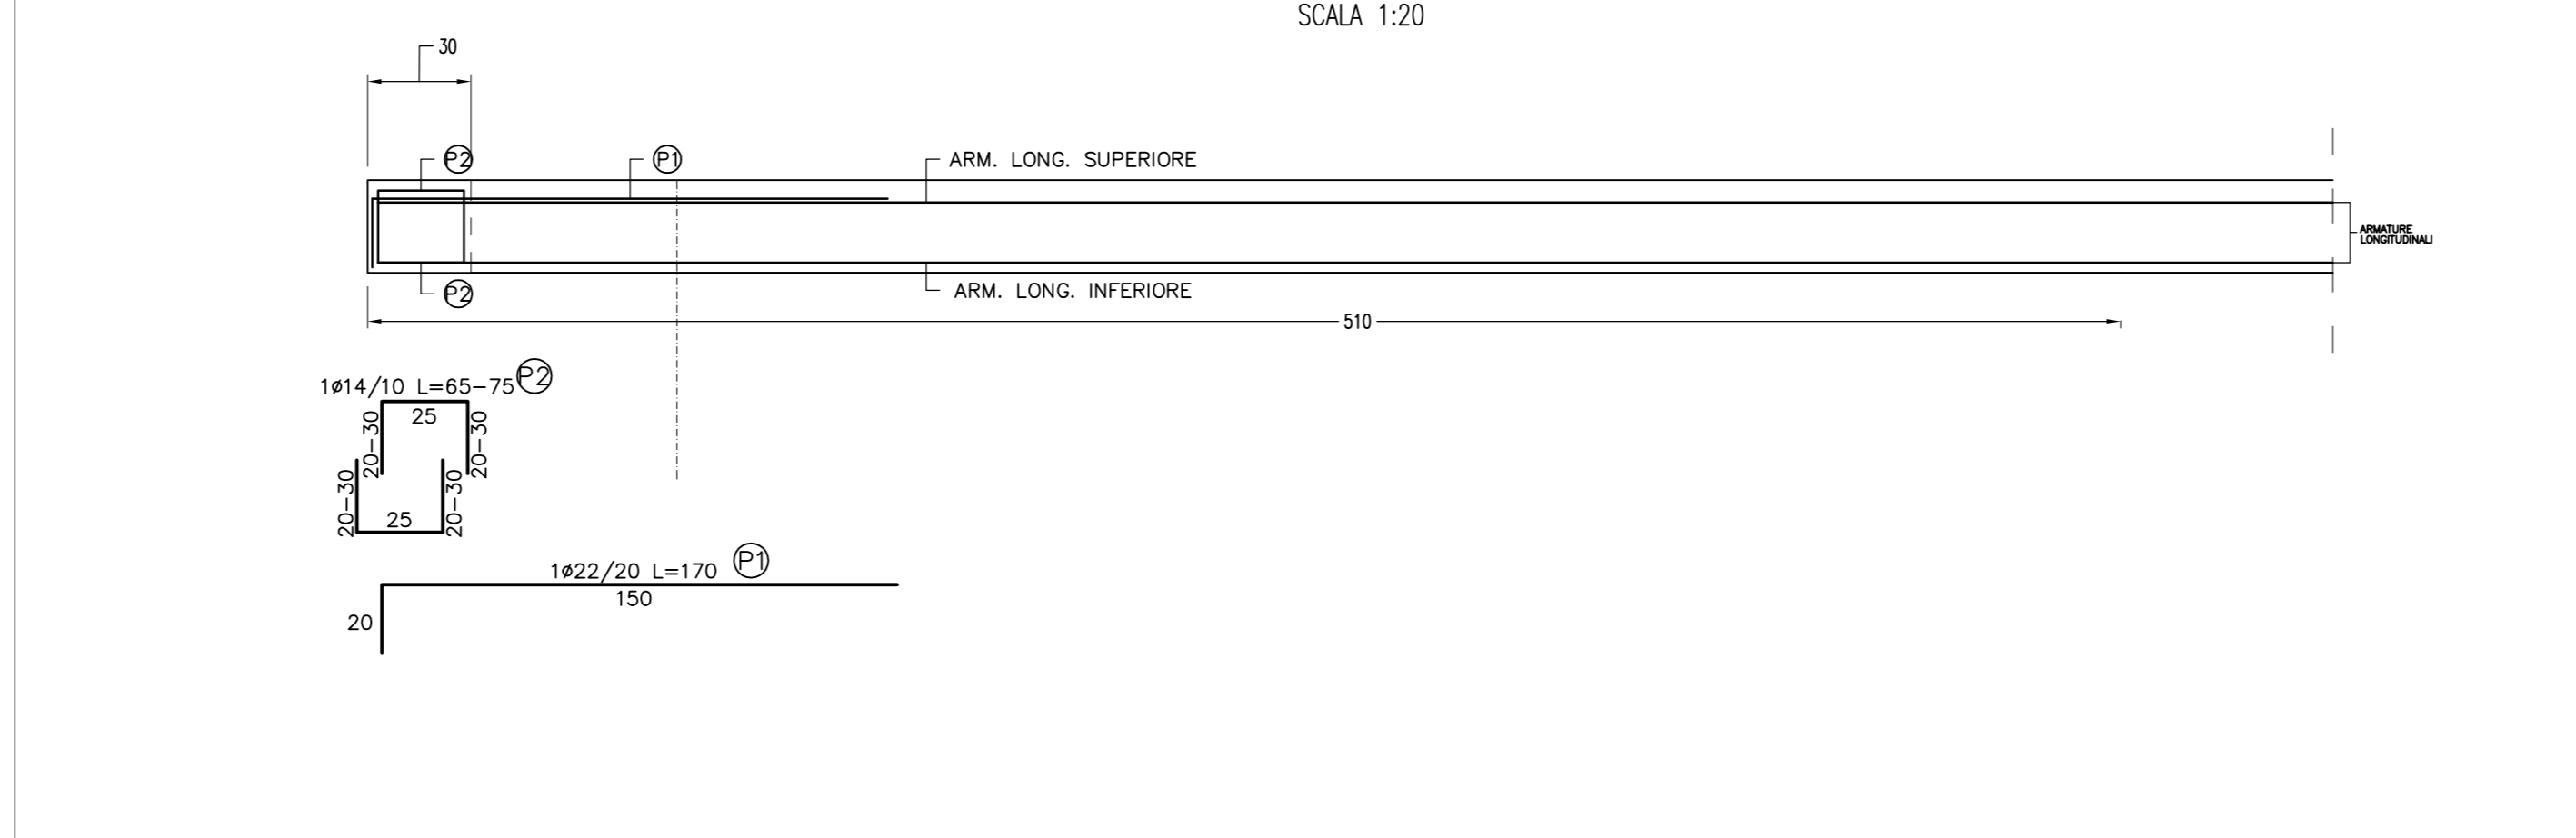 SCALA 1:20
30
P2
P1
ARM. LONG. SUPERIORE
ARMATURE
LONGITUDINALI
P2
ARM. LONG. INFERIORE
510
1ø14/10 L=65-75
P2
25
20-30
20-30
20-30
20-30
25
1ø22/20 L=170
P1
150
20